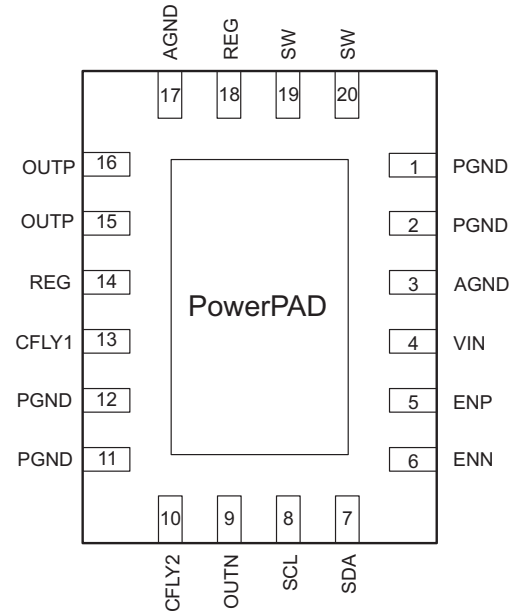 AGND
REG
SW
SW
17
18
19
20
OUTP 16
1 PGND
OUTP 15
2 PGND
REG 14
3 AGND
PowerPAD
CFLY1 13
4 VIN
PGND 12
5 ENP
PGND 11
6 ENN
10
9
8
7
CFLY2
OUTN
SCL
SDA